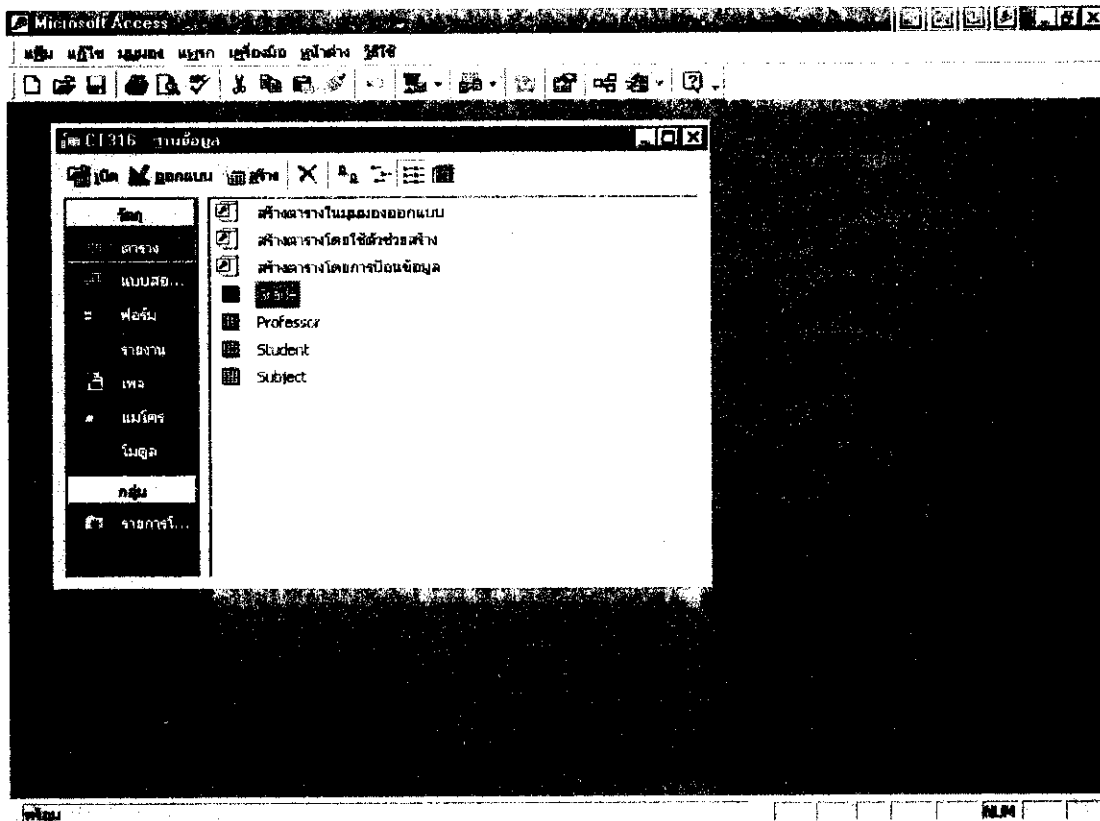 Microsoft Access
แฟ้ม แก้ไข มุมมอง แทรก เครื่องมือ หน้าต่าง วิธีใช้
CT316 ฐานข้อมูล
เปิด ออกแบบ สร้าง
วัตถุ
ตาราง
แบบสอ...
ฟอร์ม
รายงาน
เพจ
แมโคร
โมดูล
กลุ่ม
รายการโ...
สร้างตารางในมุมมองออกแบบ
สร้างตารางโดยใช้ตัวช่วยสร้าง
สร้างตารางโดยการป้อนข้อมูล
Professor
Student
Subject
พร้อม
NUM